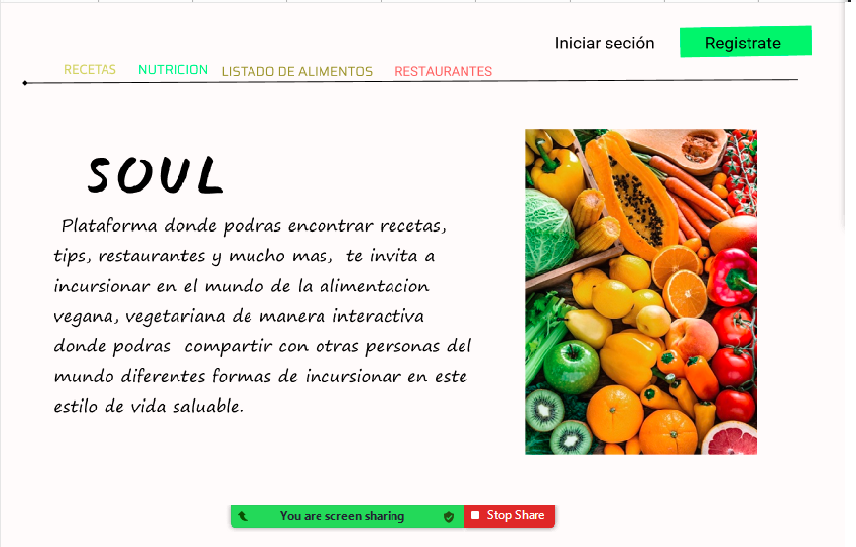 Iniciar seción
Registrate
RECETAS NUTRICION LISTADO DE ALIMENTOS RESTAURANTES
SOUL
Plataforma donde podras encontrar recetas,
tips, restaurantes y mucho mas, te invita a
incursionar en el mundo de la alimentacion
vegana, vegetariana de manera interactiva
donde podras compartir con otras personas del
mundo diferentes formas de incursionar en este
estilo de vida saluable.
You are screen sharing
Stop Share